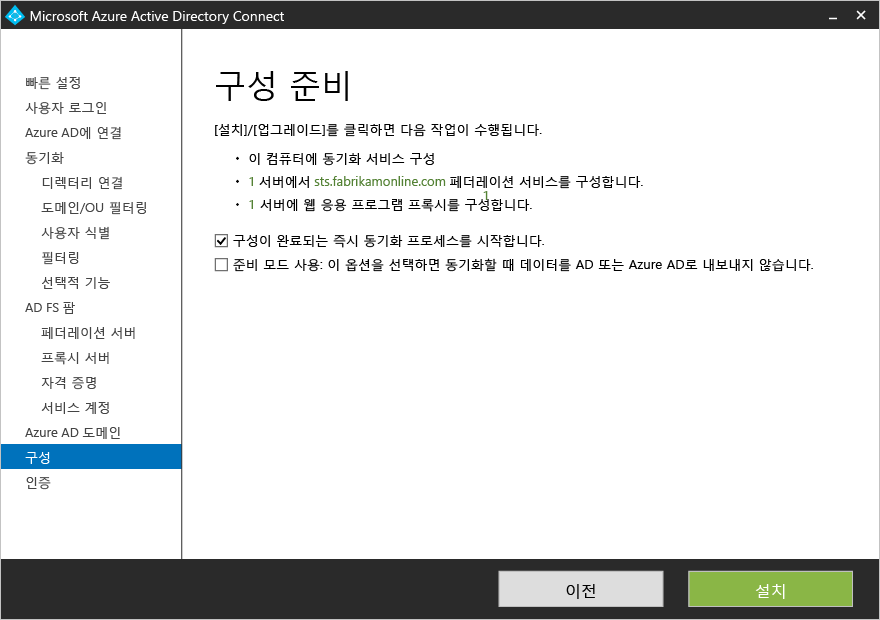 Microsoft Azure Active Directory Connect
빠른 설정
사용자 로그인
Azure AD에 연결
동기화
디렉터리 연결
도메인/OU 필터링
사용자 식별
필터링
선택적 기능
AD FS 팜
페더레이션 서버
프록시 서버
자격 증명
서비스 계정
Azure AD 도메인
구성
인증
구성 준비
[설치]/[업그레이드]를 클릭하면 다음 작업이 수행됩니다.
• 이 컴퓨터에 동기화 서비스 구성
• 1 서버에서 sts.fabrikamonline.com 페더레이션 서비스를 구성합니다.
1
• 1 서버에 웹 응용 프로그램 프록시를 구성합니다.
구성이 완료되는 즉시 동기화 프로세스를 시작합니다.
준비 모드 사용: 이 옵션을 선택하면 동기화할 때 데이터를 AD 또는 Azure AD로 내보내지 않습니다.
이전
설치